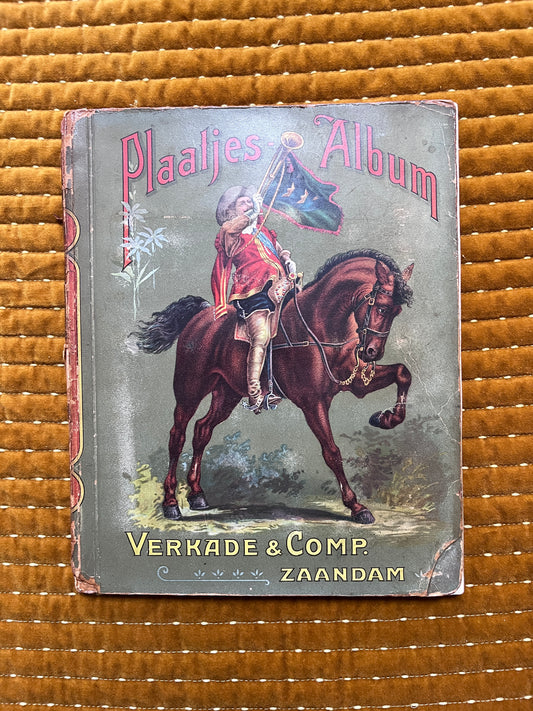 Plaatjes-Album
VERKADE & COMP.
ZAANDAM